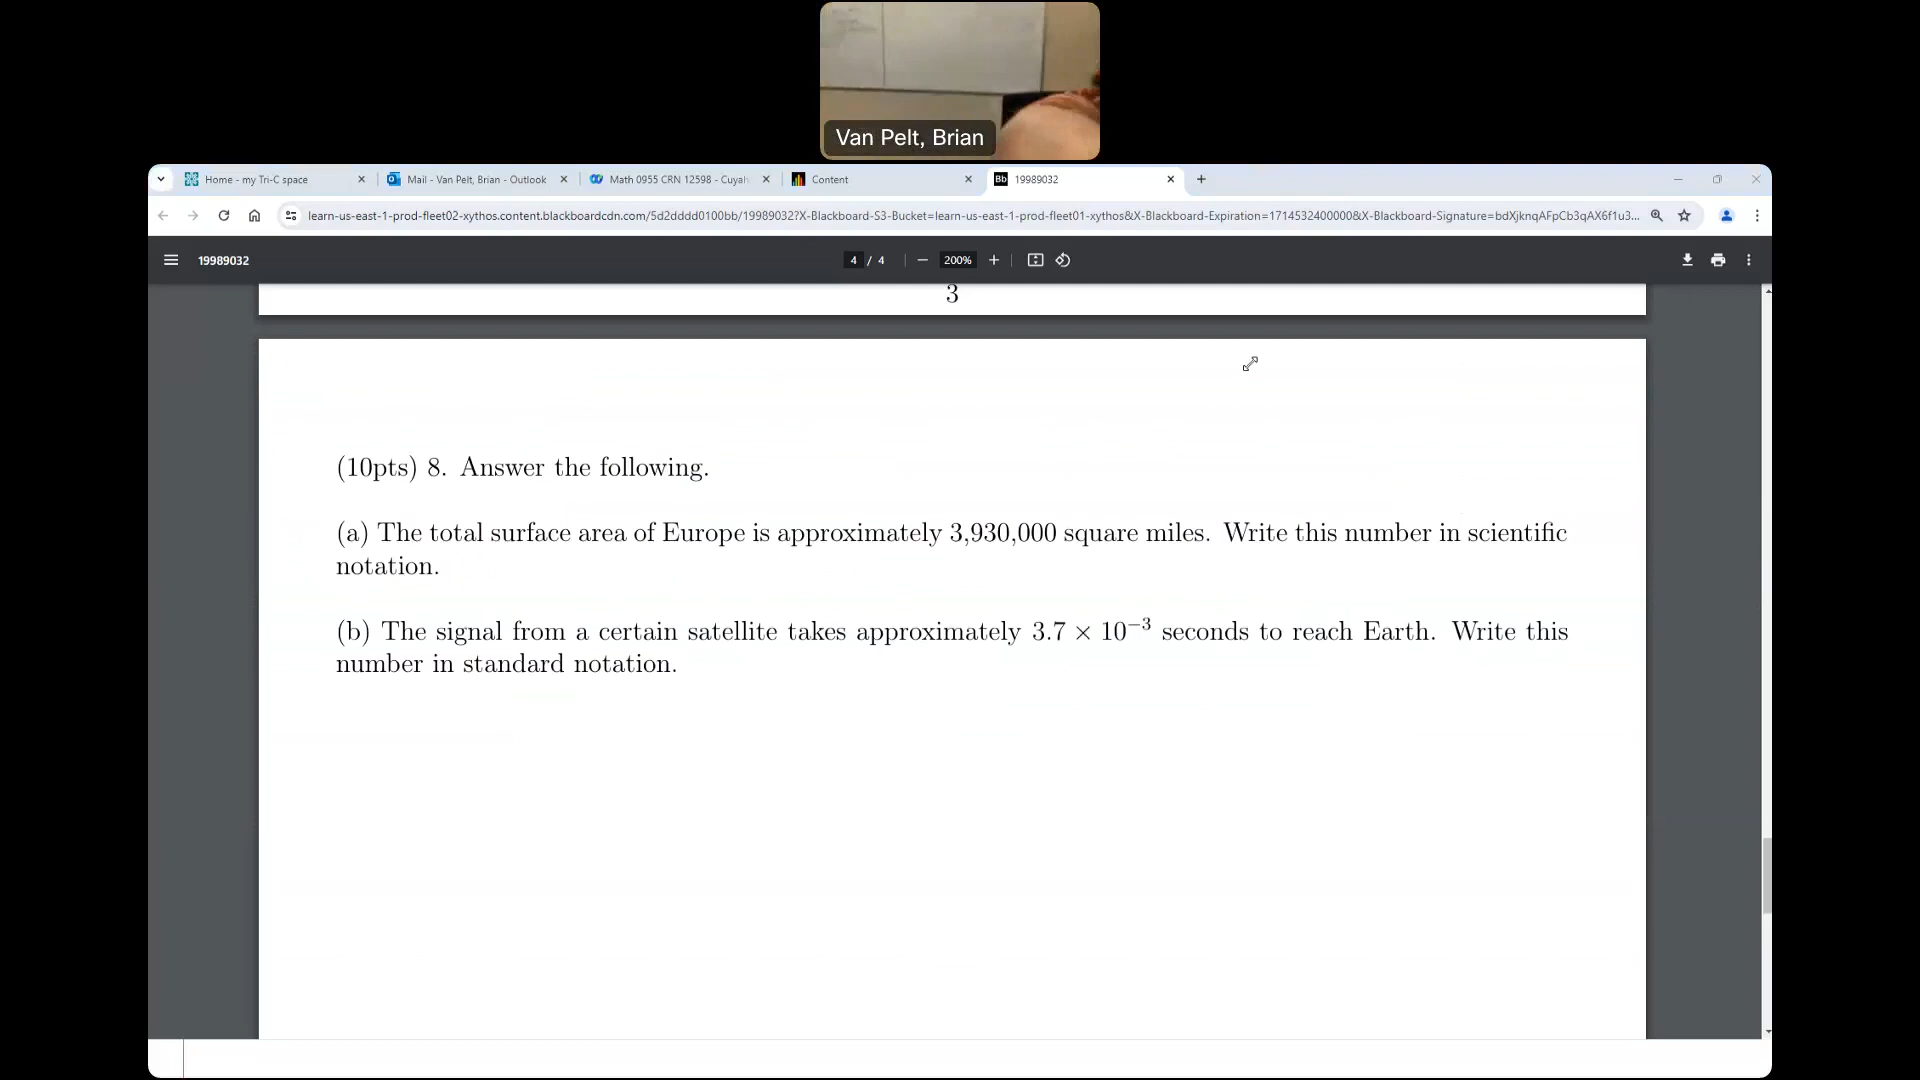 Van Pelt, Brian
Home - my Tri-C space
Mail - Van Pelt, Brian - Outlook
Math 0955 CRN 12598 - Cuyah
Content
Bb 19989032
learn-us-east-1-prod-fleet02-xythos.content.blackboardcdn.com/5d2dddd0100bb/19989032?X-Blackboard-S3-Bucket=learn-us-east-1-prod-fleet01-xythos&X-Blackboard-Expiration=1714532400000&X-Blackboard-Signature=bdXjknqAFpCb3qAX6f1u3...
19989032
4 / 4
200%
3
(10pts) 8. Answer the following.
(a) The total surface area of Europe is approximately 3,930,000 square miles. Write this number in scientific
notation.
(b) The signal from a certain satellite takes approximately 3.7 × 10⁻³ seconds to reach Earth. Write this
number in standard notation.